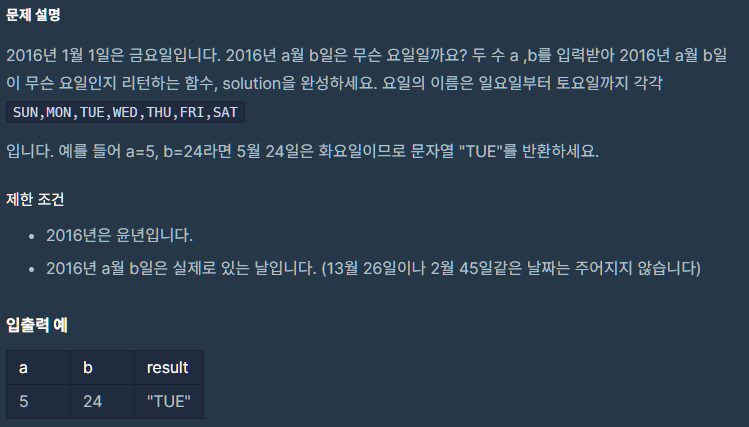 문제 설명
2016년 1월 1일은 금요일입니다. 2016년 a월 b일은 무슨 요일일까요? 두 수 a ,b를 입력받아 2016년 a월 b일
이 무슨 요일인지 리턴하는 함수, solution을 완성하세요. 요일의 이름은 일요일부터 토요일까지 각각
SUN,MON,TUE,WED,THU,FRI,SAT
입니다. 예를 들어 a=5, b=24라면 5월 24일은 화요일이므로 문자열 "TUE"를 반환하세요.
제한 조건
• 2016년은 윤년입니다.
• 2016년 a월 b일은 실제로 있는 날입니다. (13월 26일이나 2월 45일같은 날짜는 주어지지 않습니다)
입출력 예
a b result
5 24 "TUE"